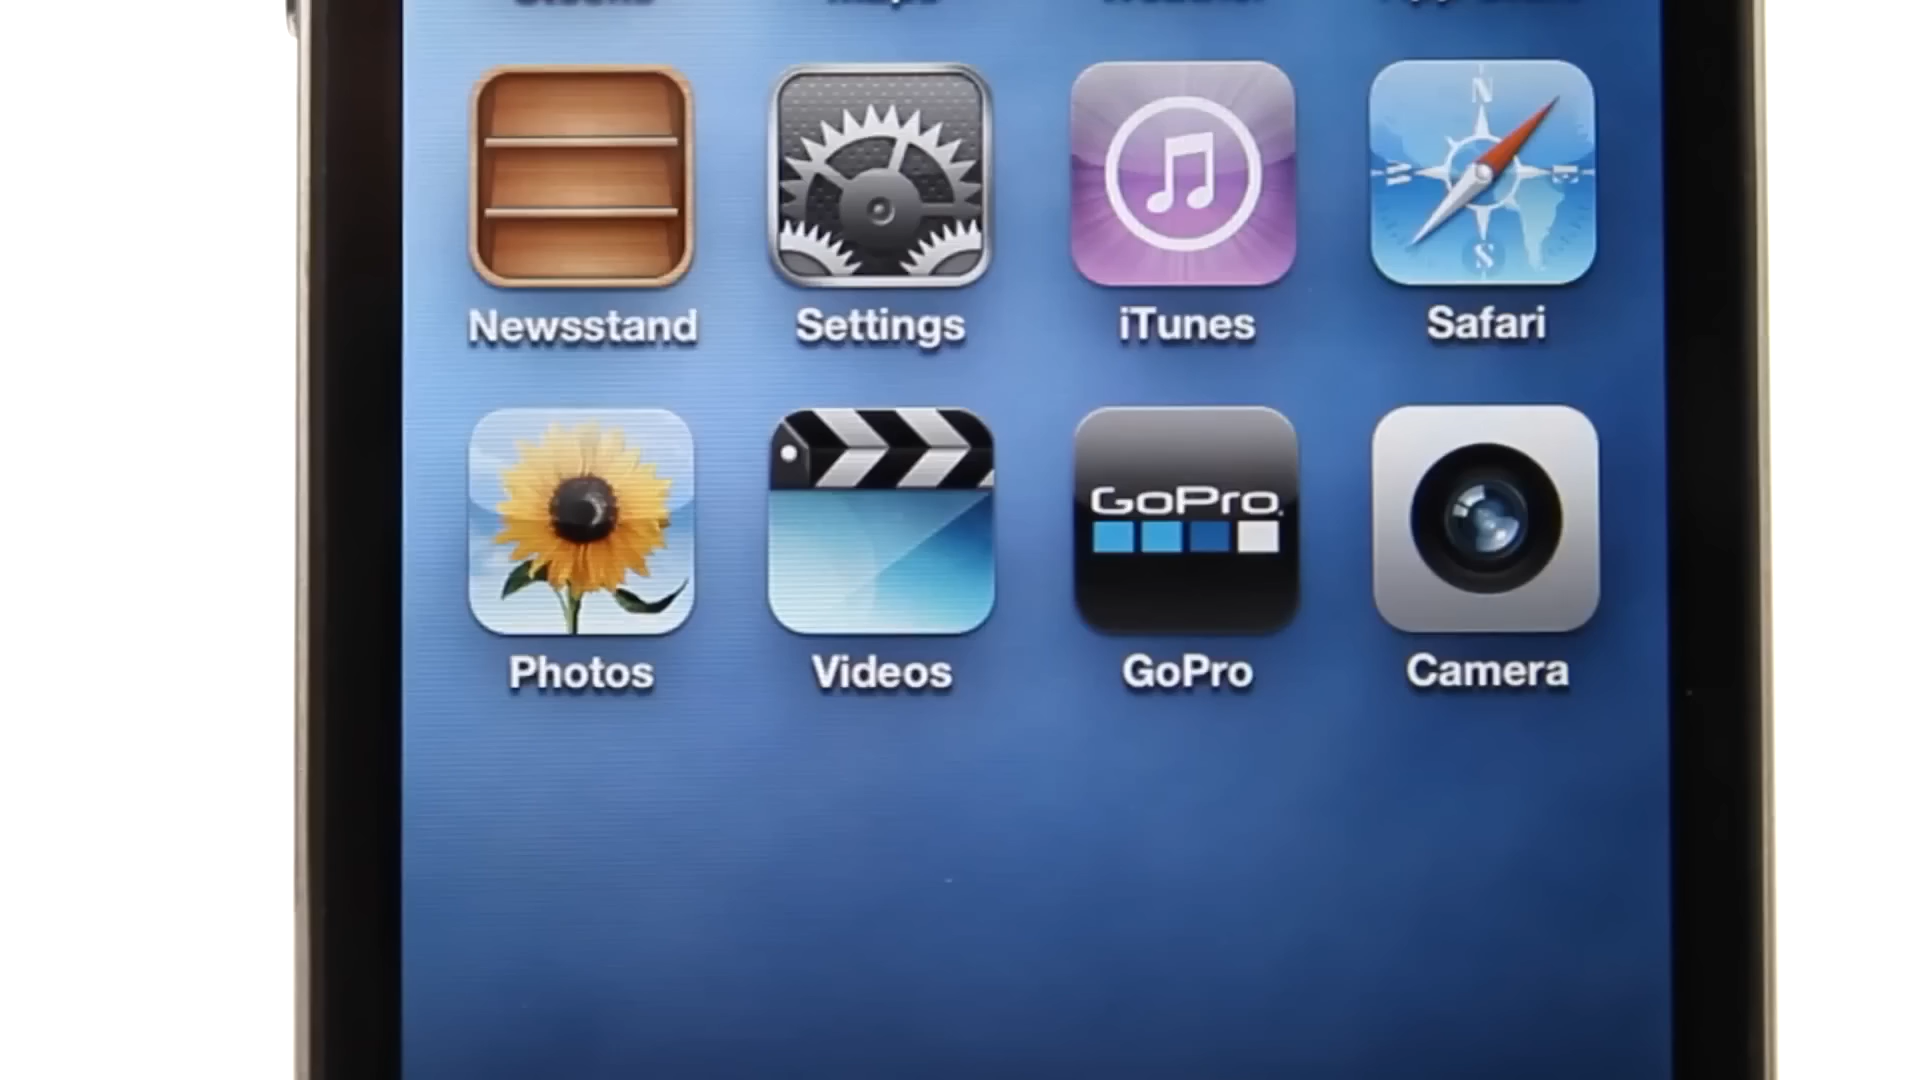 N
S
Newsstand Settings iTunes Safari
GoPro
Photos Videos GoPro Camera